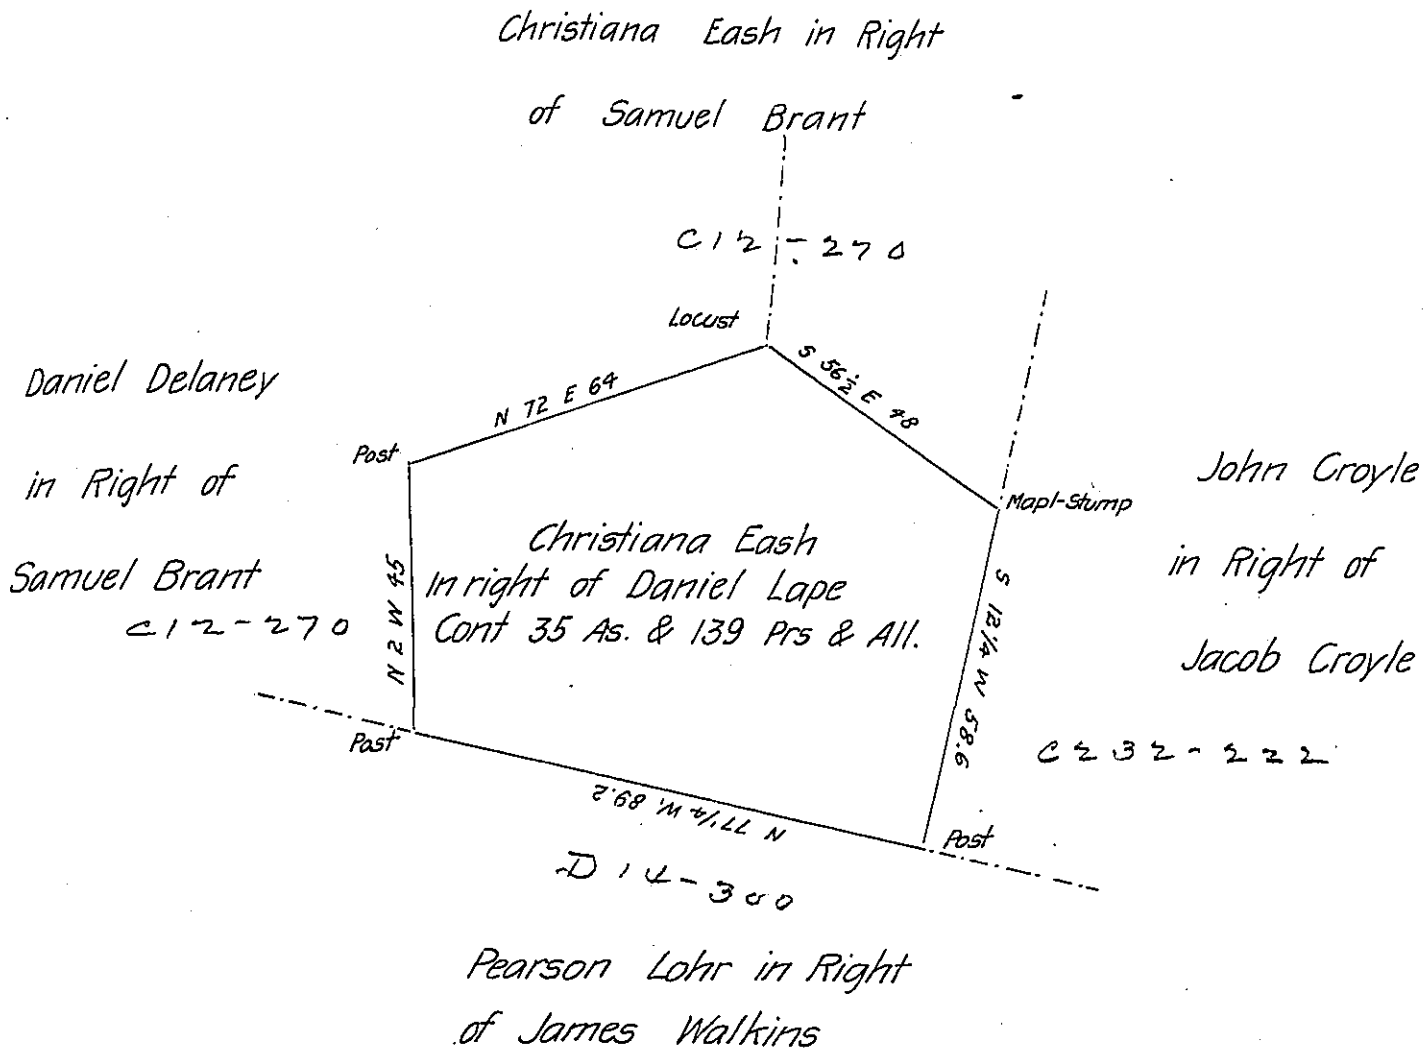 Christiana Eash in Right
of Samuel Brant
C12-270
Locust
S 56½ E 48
N 72 E 64
Daniel Delaney
in Right of
Samuel Brant
C12-270
Post
N 2 W 45
Christiana Eash
In right of Daniel Lape
Cont 35 As. & 139 Prs & All.
Mapl-Stump
S 12¼ W 58.6
John Croyle
in Right of
Jacob Croyle
C232-222
Post
N 77¼ W. 89.2
Post
D14-300
Pearson Lohr in Right
of James Walkins